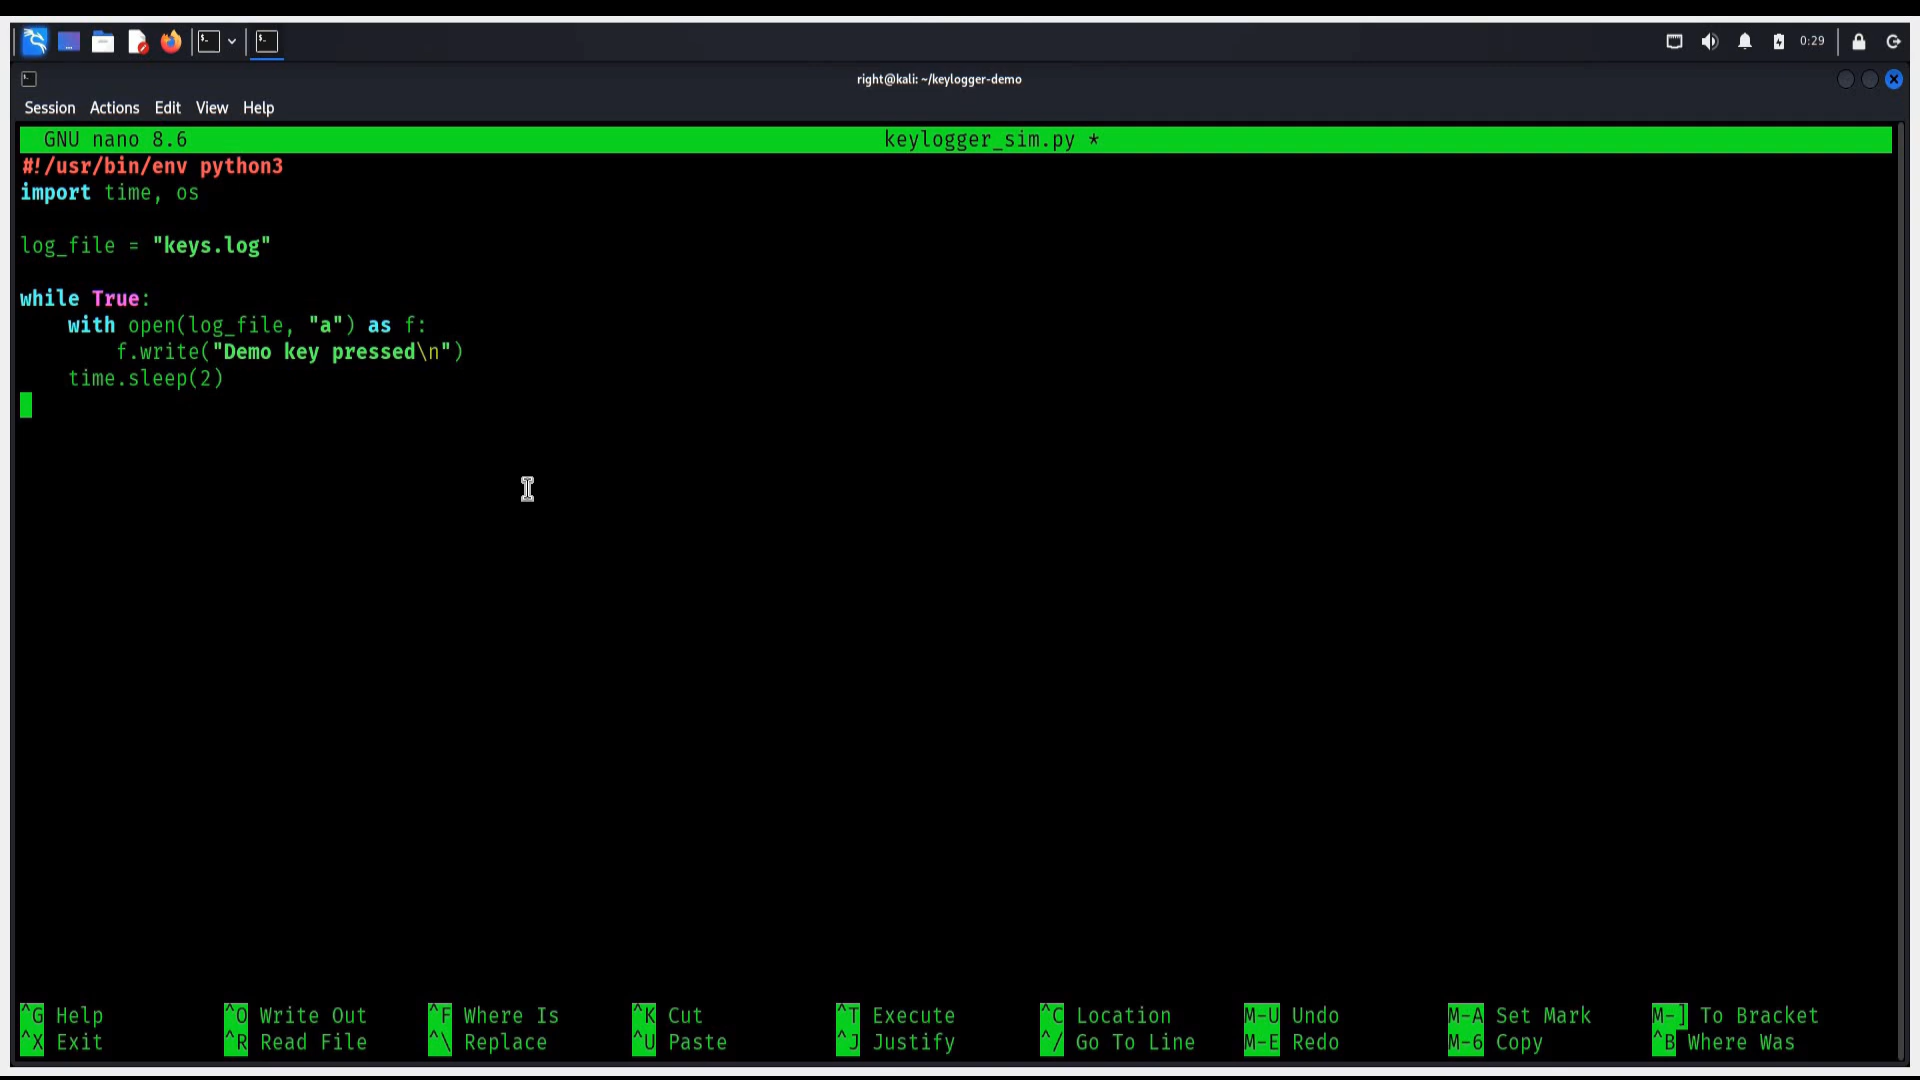 0:29
right@kali: ~/keylogger-demo
Session Actions Edit View Help
GNU nano 8.6 keylogger_sim.py *
#!/usr/bin/env python3
import time, os
log_file = "keys.log"
while True:
    with open(log_file, "a") as f:
        f.write("Demo key pressed\n")
    time.sleep(2)
^G Help ^O Write Out ^F Where Is ^K Cut ^T Execute ^C Location M-U Undo M-A Set Mark M-] To Bracket
^X Exit ^R Read File ^\ Replace ^U Paste ^J Justify ^/ Go To Line M-E Redo M-6 Copy ^B Where Was